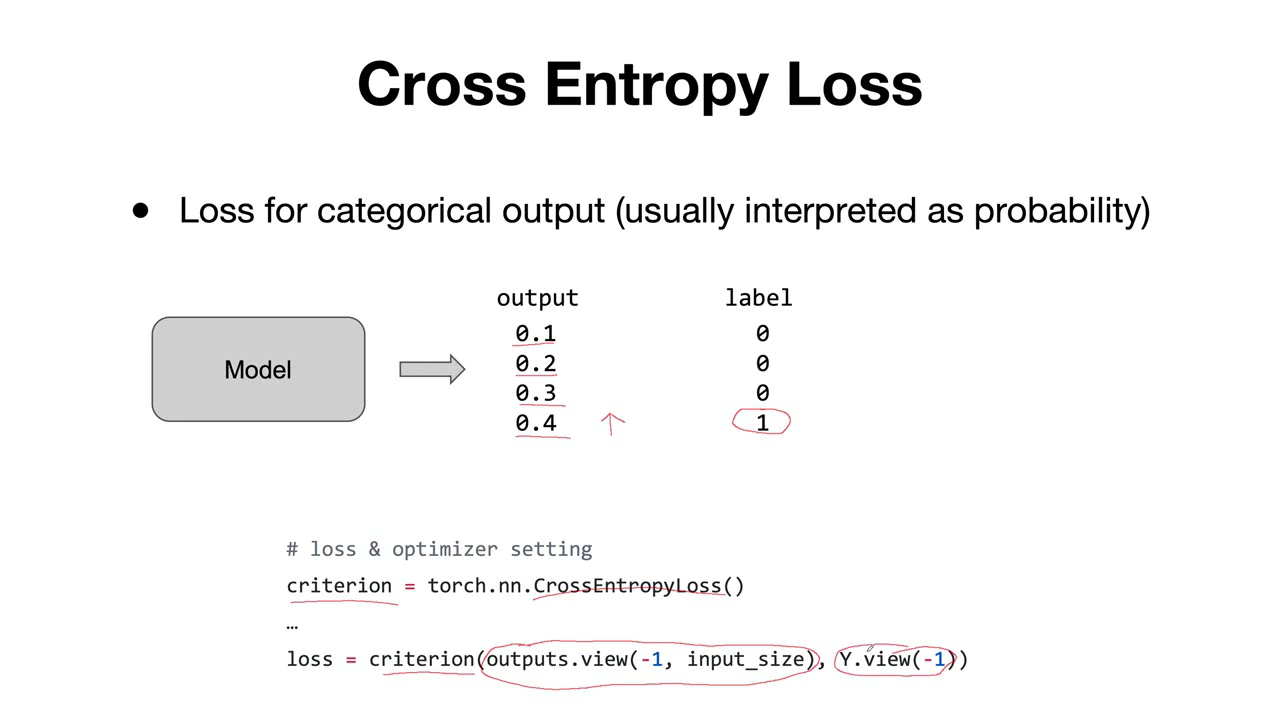 Cross Entropy Loss
● Loss for categorical output (usually interpreted as probability)
output label
0.1 0
0.2 0
Model
0.3 0
0.4 1
# loss & optimizer setting
criterion = torch.nn.CrossEntropyLoss()
…
loss = criterion(outputs.view(-1, input_size), Y.view(-1))